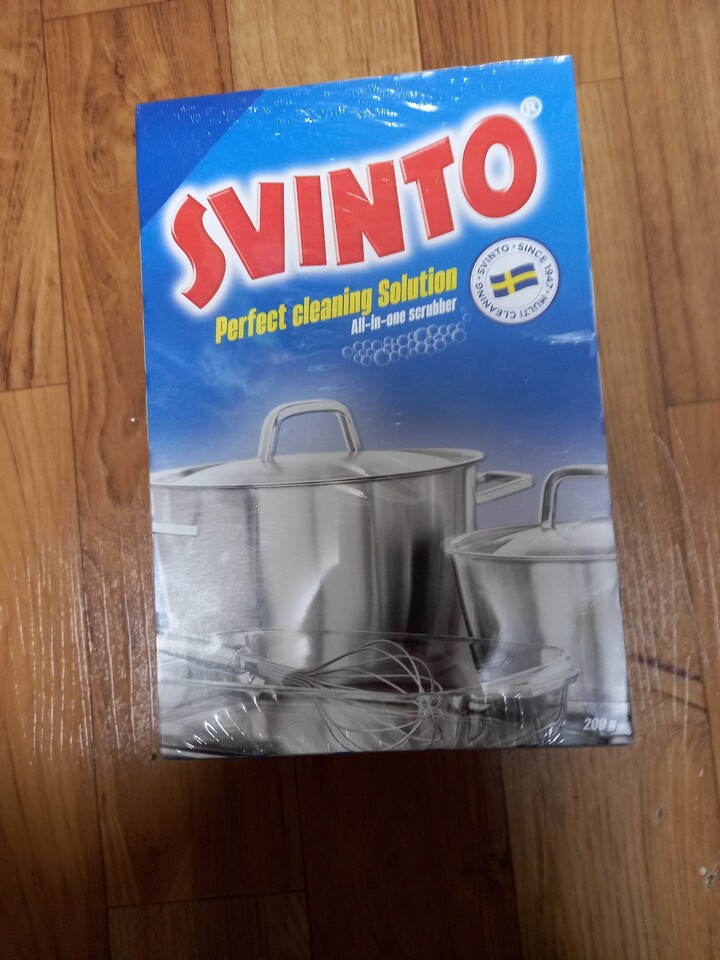 SVINTO®
Perfect cleaning Solution
All-in-one scrubber
SVINTO · SINCE 1947 · MULTI CLEANING ·
200 g